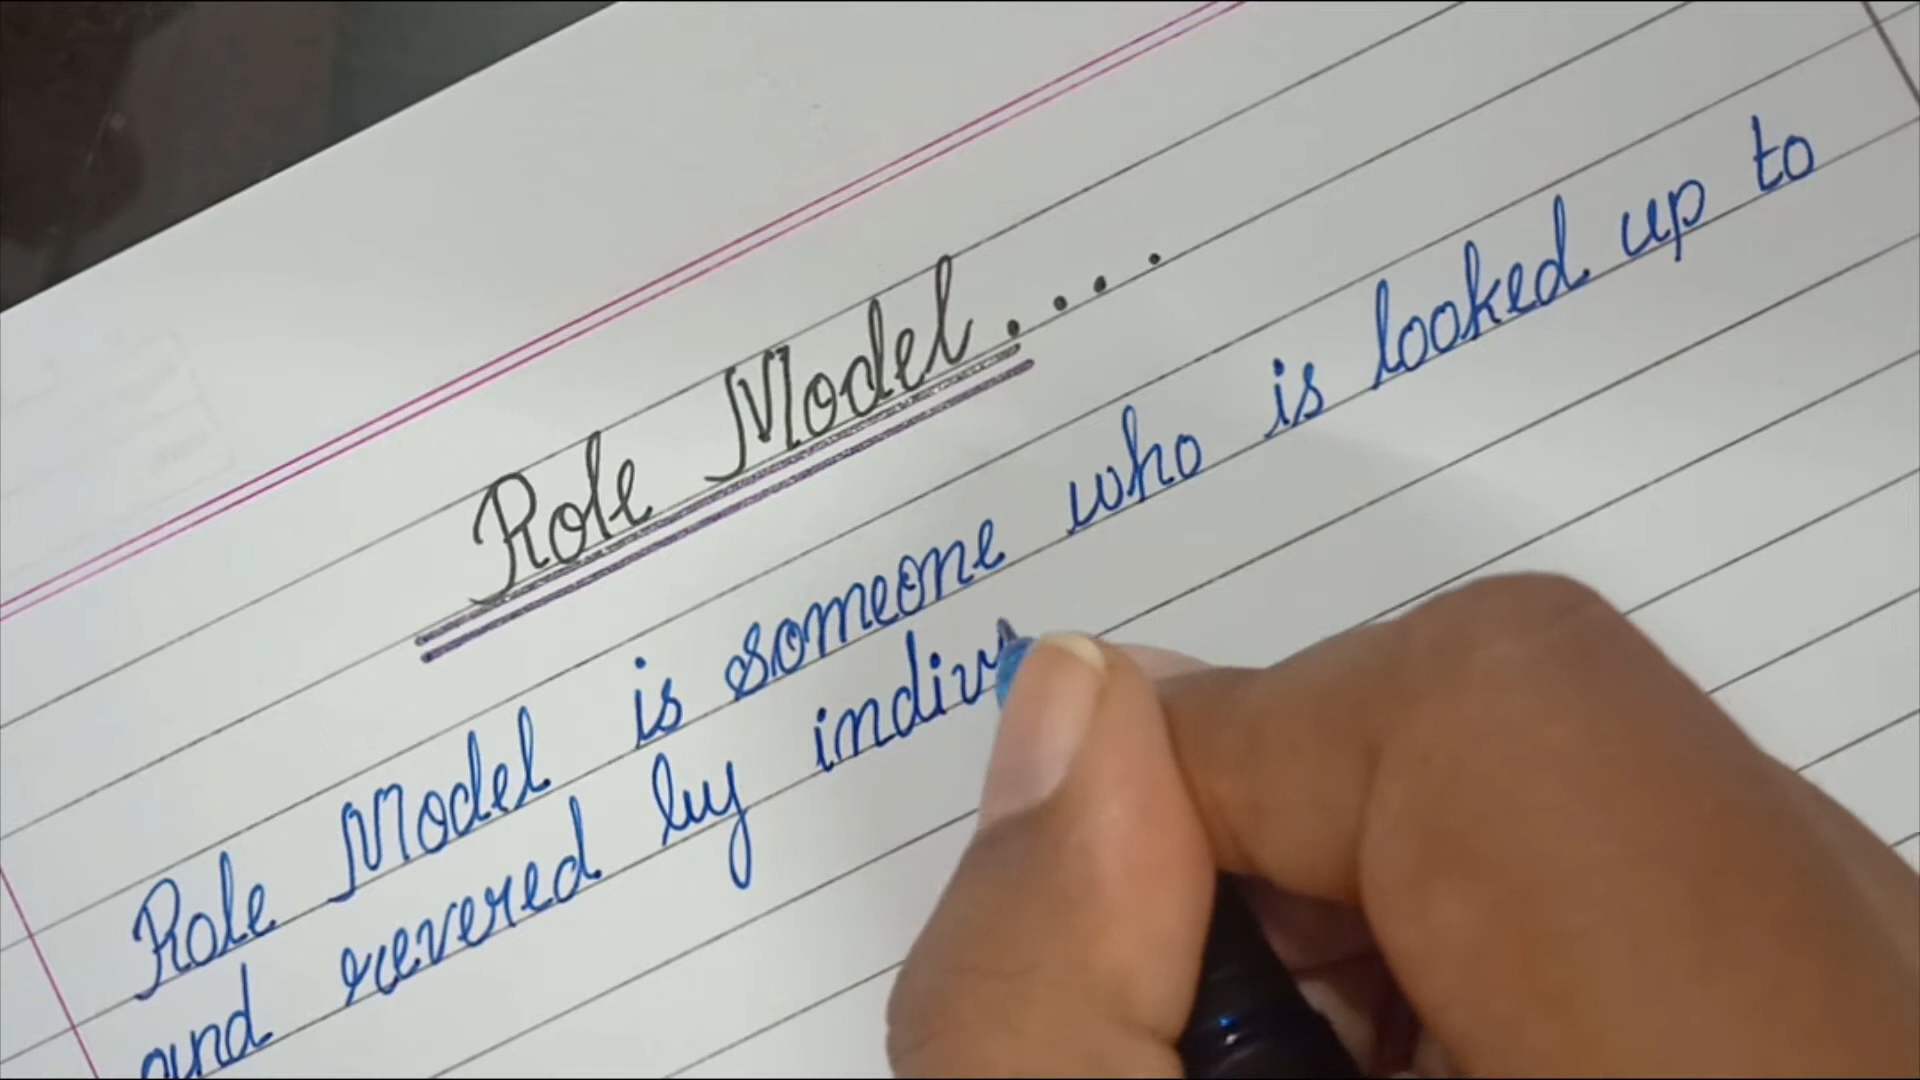 Role Model....
Role Model is someone who is looked up to
and revered by indiv